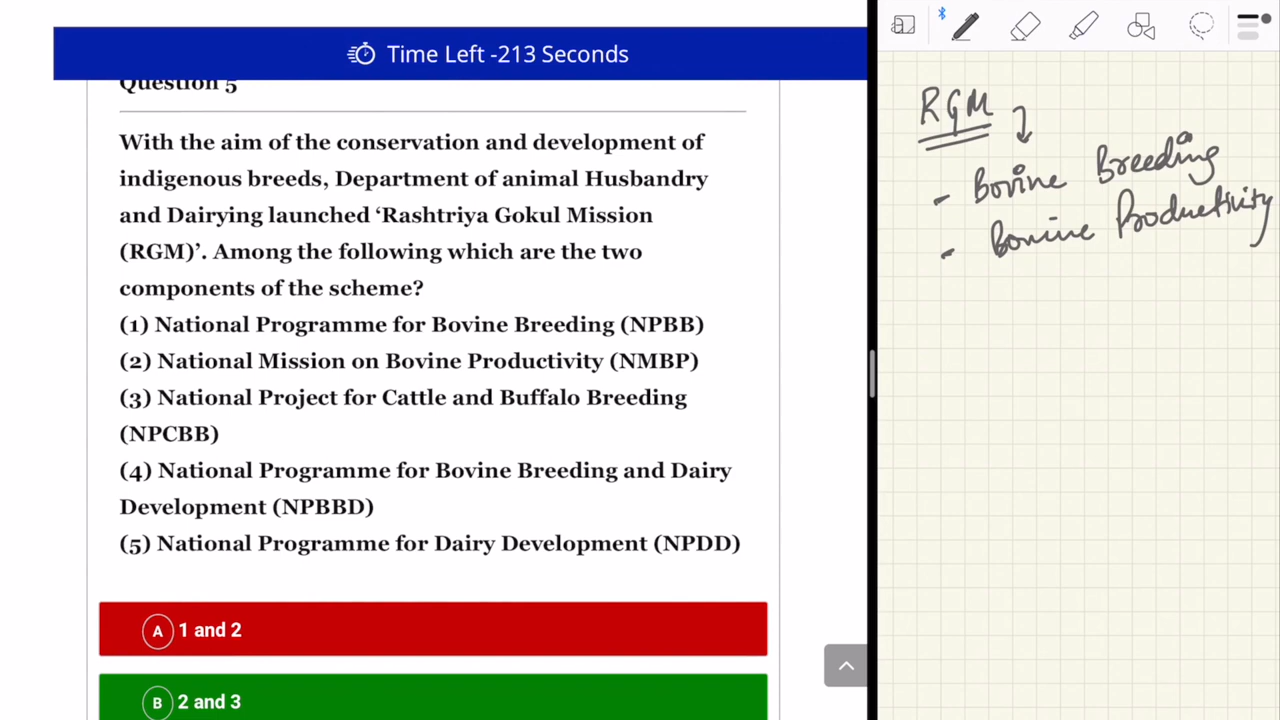 Time Left -213 Seconds
Question 5
With the aim of the conservation and development of
indigenous breeds, Department of animal Husbandry
and Dairying launched ‘Rashtriya Gokul Mission
(RGM)’. Among the following which are the two
components of the scheme?
(1) National Programme for Bovine Breeding (NPBB)
(2) National Mission on Bovine Productivity (NMBP)
(3) National Project for Cattle and Buffalo Breeding
(NPCBB)
(4) National Programme for Bovine Breeding and Dairy
Development (NPBBD)
(5) National Programme for Dairy Development (NPDD)
A 1 and 2
B 2 and 3
RGM
- Bovine Breeding
- Bovine Productivity